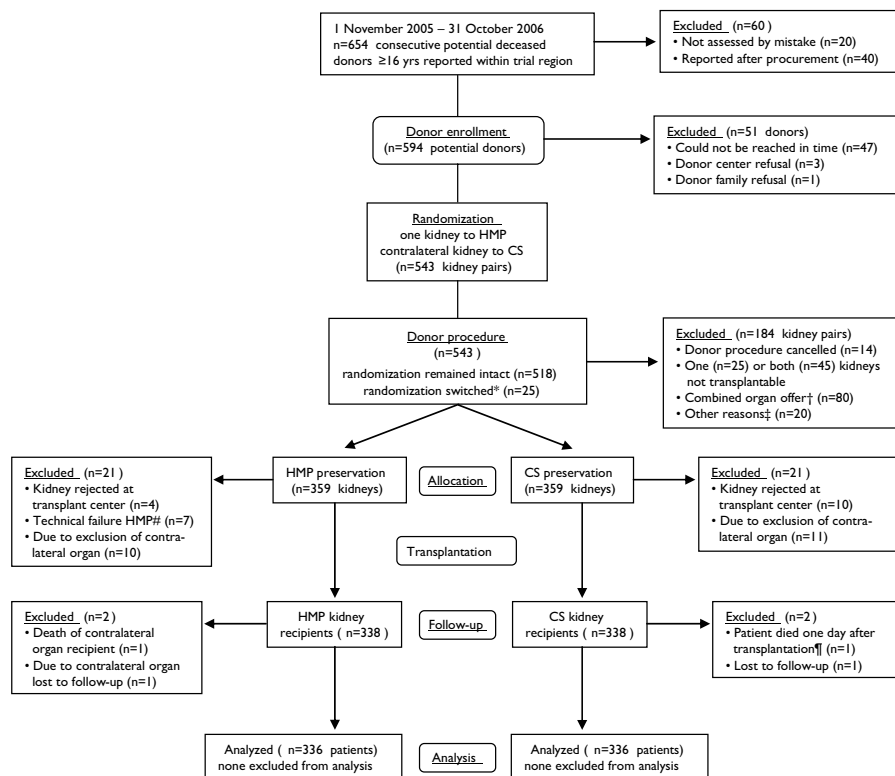 1 November 2005 – 31 October 2006
n=654 consecutive potential deceased
donors ≥16 yrs reported within trial region
Excluded (n=60)
• Not assessed by mistake (n=20)
• Reported after procurement (n=40)
Donor enrollment
(n=594 potential donors)
Excluded (n=51 donors)
• Could not be reached in time (n=47)
• Donor center refusal (n=3)
• Donor family refusal (n=1)
Randomization
one kidney to HMP
contralateral kidney to CS
(n=543 kidney pairs)
Donor procedure
(n=543 )
randomization remained intact (n=518)
randomization switched* (n=25)
Excluded (n=184 kidney pairs)
• Donor procedure cancelled (n=14)
• One (n=25) or both (n=45) kidneys
not transplantable
• Combined organ offer† (n=80)
• Other reasons‡ (n=20)
Excluded (n=21 )
• Kidney rejected at
transplant center (n=4)
• Technical failure HMP# (n=7)
• Due to exclusion of contra-
lateral organ (n=10)
HMP preservation
(n=359 kidneys)
Allocation
CS preservation
(n=359 kidneys)
Excluded (n=21)
• Kidney rejected at
transplant center (n=10)
• Due to exclusion of contra-
lateral organ (n=11)
Transplantation
Excluded (n=2)
• Death of contralateral
organ recipient (n=1)
• Due to contralateral organ
lost to follow-up (n=1)
HMP kidney
recipients ( n=338)
Follow-up
CS kidney
recipients ( n=338)
Excluded (n=2)
• Patient died one day after
transplantation¶ (n=1)
• Lost to follow-up (n=1)
Analyzed ( n=336 patients)
none excluded from analysis
Analysis
Analyzed ( n=336 patients)
none excluded from analysis